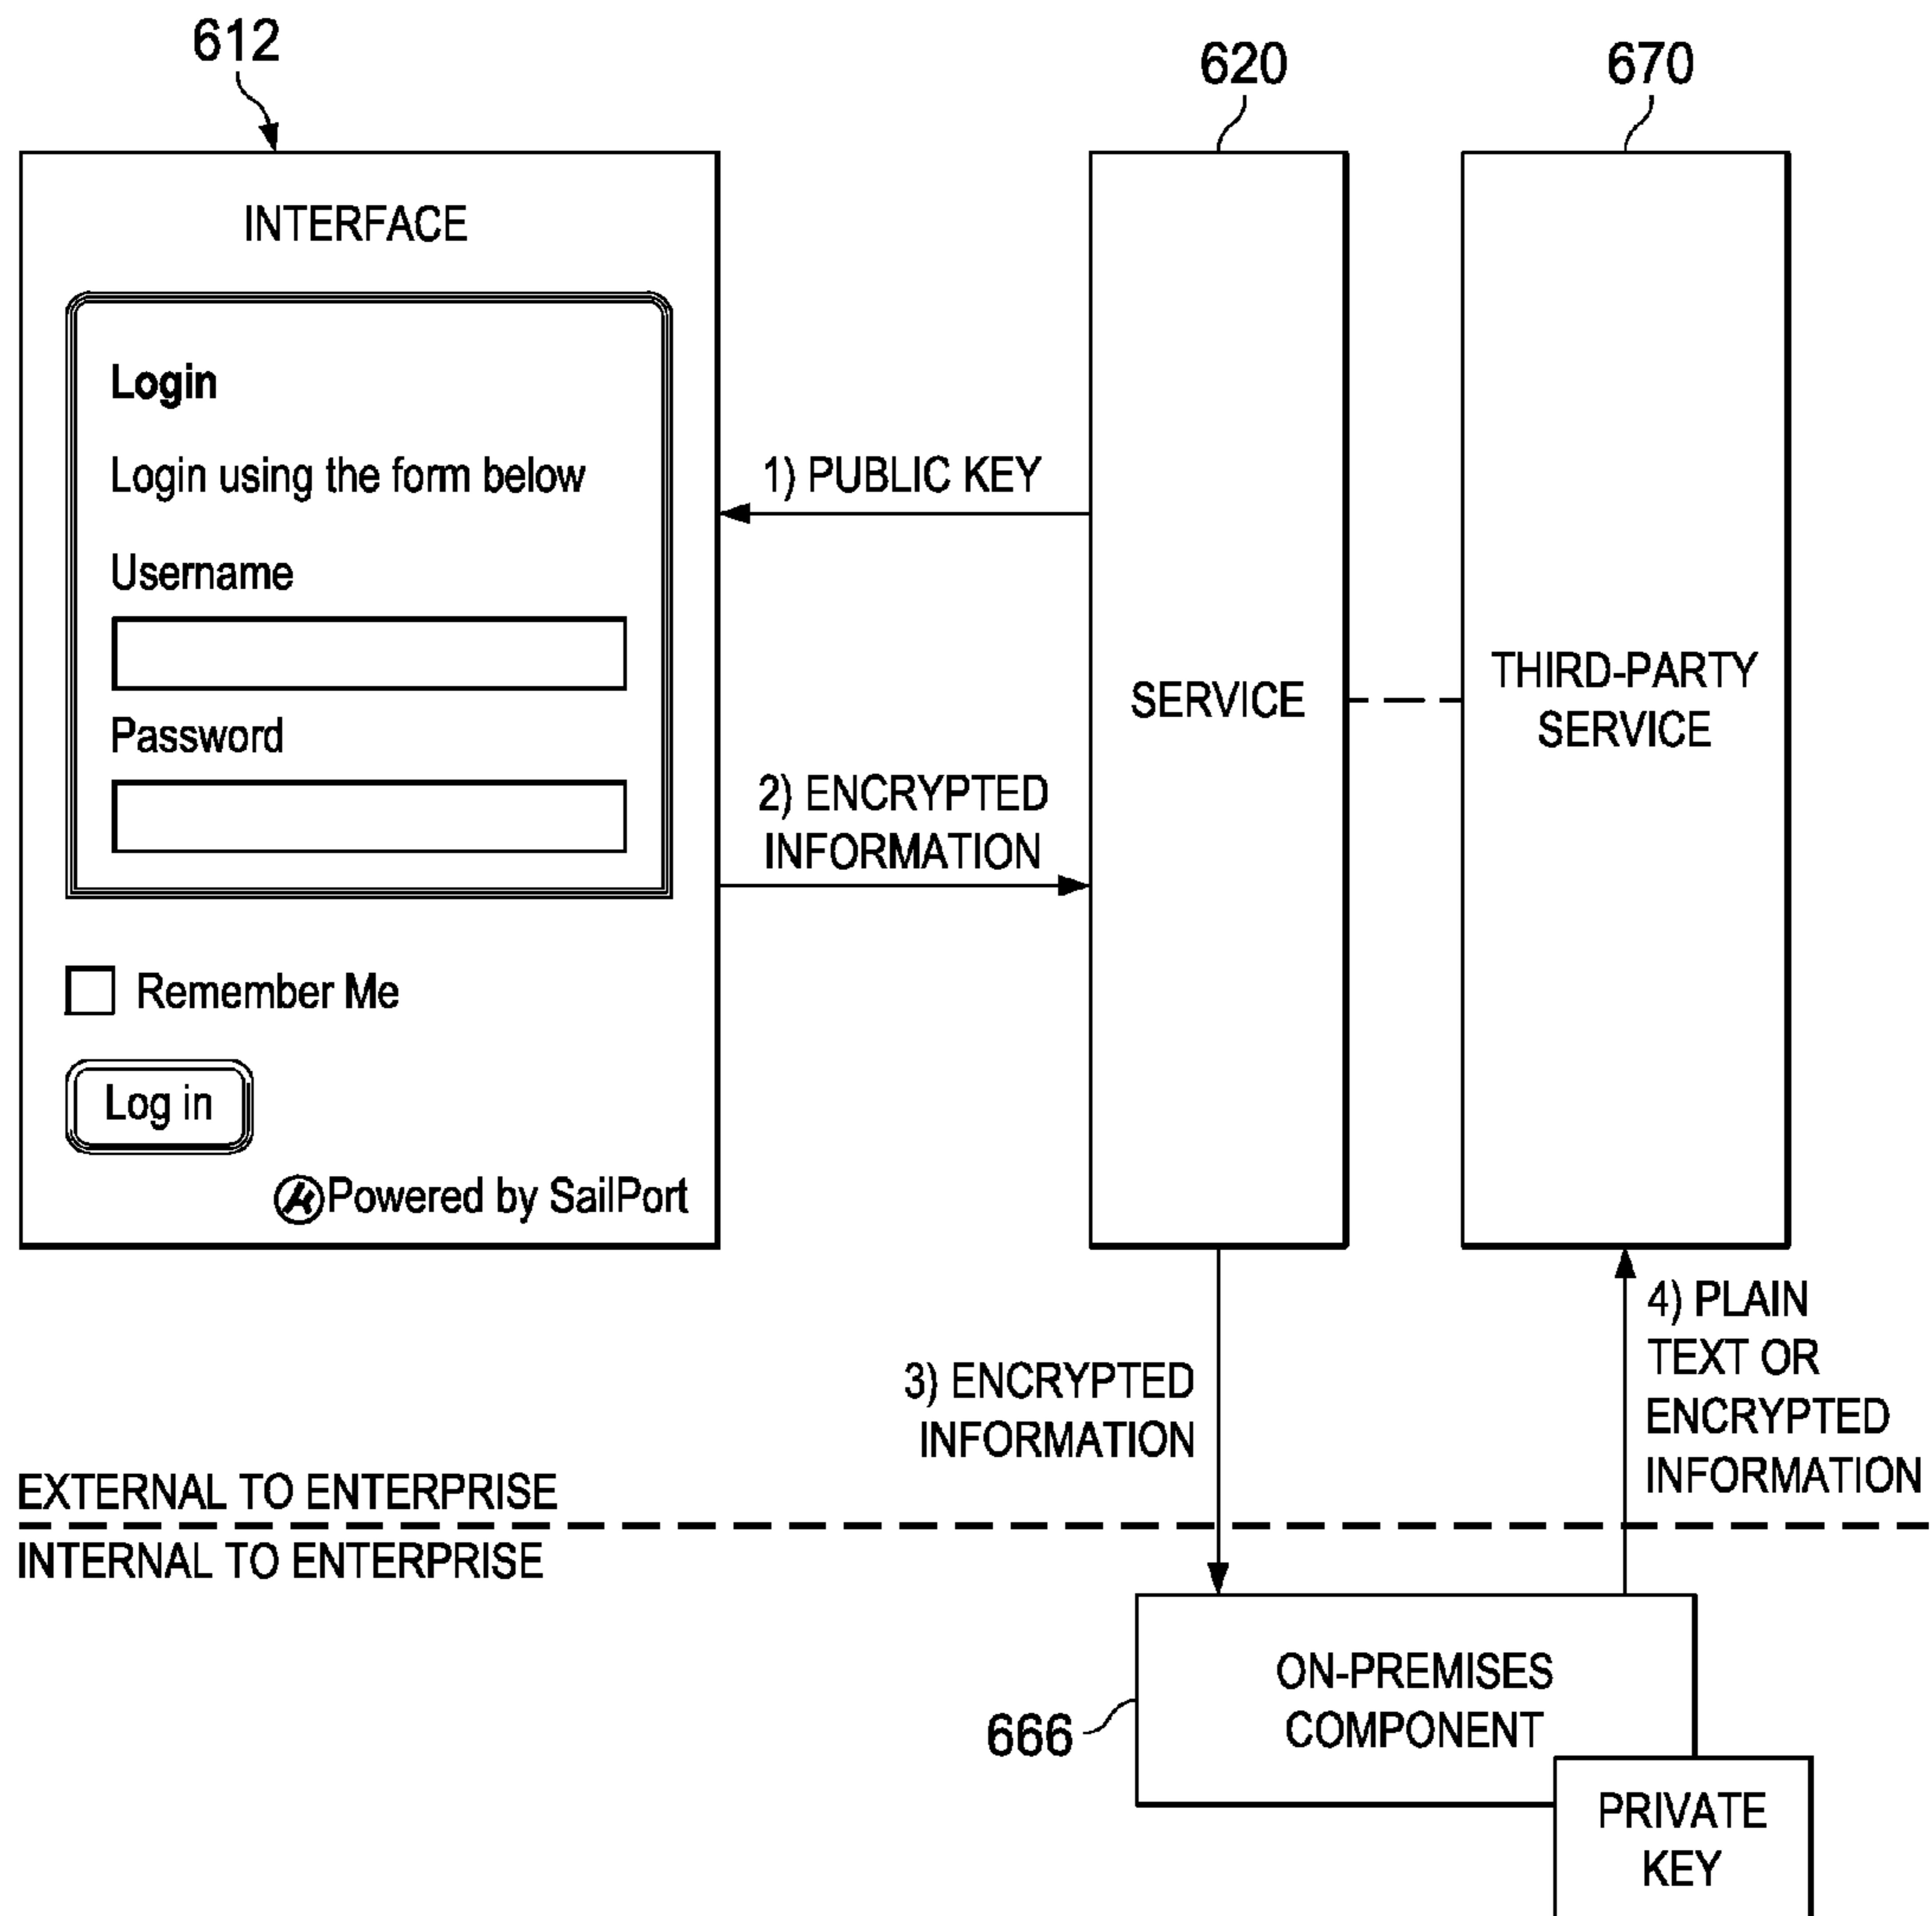 612
620
670
INTERFACE
Login
Login using the form below
Username
Password
Remember Me
Log in
Powered by SailPort
1) PUBLIC KEY
2) ENCRYPTED
INFORMATION
SERVICE
THIRD-PARTY
SERVICE
3) ENCRYPTED
INFORMATION
4) PLAIN
TEXT OR
ENCRYPTED
INFORMATION
EXTERNAL TO ENTERPRISE
INTERNAL TO ENTERPRISE
666
ON-PREMISES
COMPONENT
PRIVATE
KEY